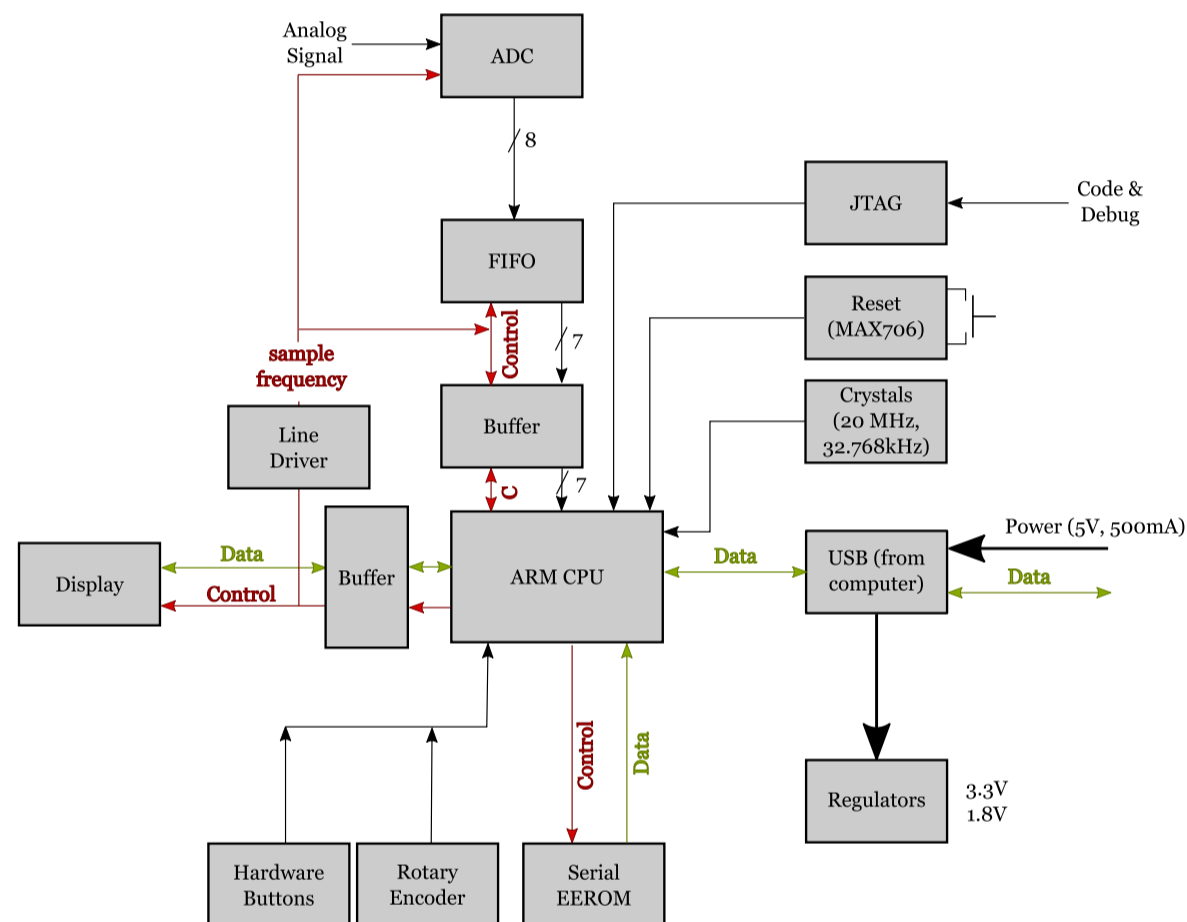 Analog
Signal
ADC
8
JTAG
Code &
Debug
FIFO
Reset
(MAX706)
Control
7
sample
frequency
Crystals
(20 MHz,
32.768kHz)
Line
Driver
Buffer
C
7
Power (5V, 500mA)
Display
Data
Control
Buffer
ARM CPU
Data
USB (from
computer)
Data
Control
Data
Regulators
3.3V
1.8V
Hardware
Buttons
Rotary
Encoder
Serial
EEROM